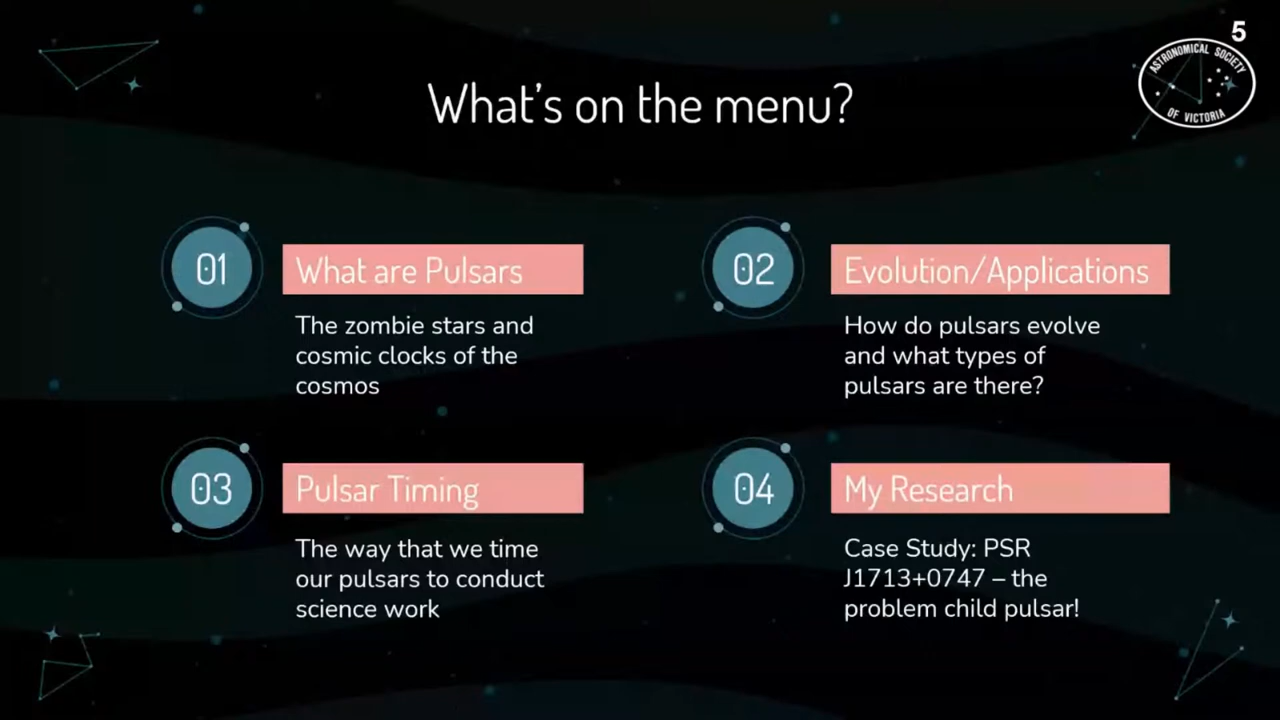 5
ASTRONOMICAL SOCIETY
OF VICTORIA
What's on the menu?
01
What are Pulsars
The zombie stars and
cosmic clocks of the
cosmos
02
Evolution/Applications
How do pulsars evolve
and what types of
pulsars are there?
03
Pulsar Timing
The way that we time
our pulsars to conduct
science work
04
My Research
Case Study: PSR
J1713+0747 – the
problem child pulsar!